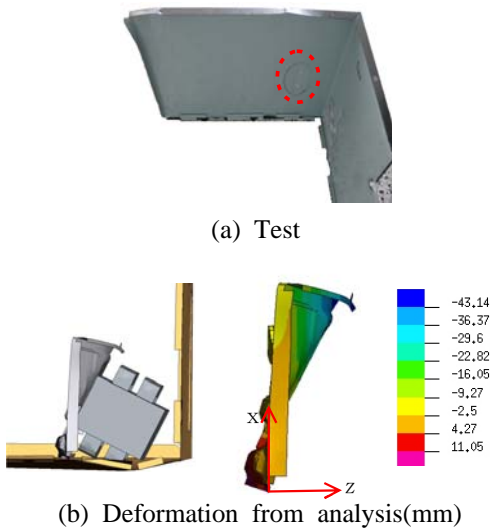 (a) Test
-43.14
-36.37
-29.6
-22.82
-16.05
-9.27
-2.5
4.27
11.05
X
Z
(b) Deformation from analysis(mm)